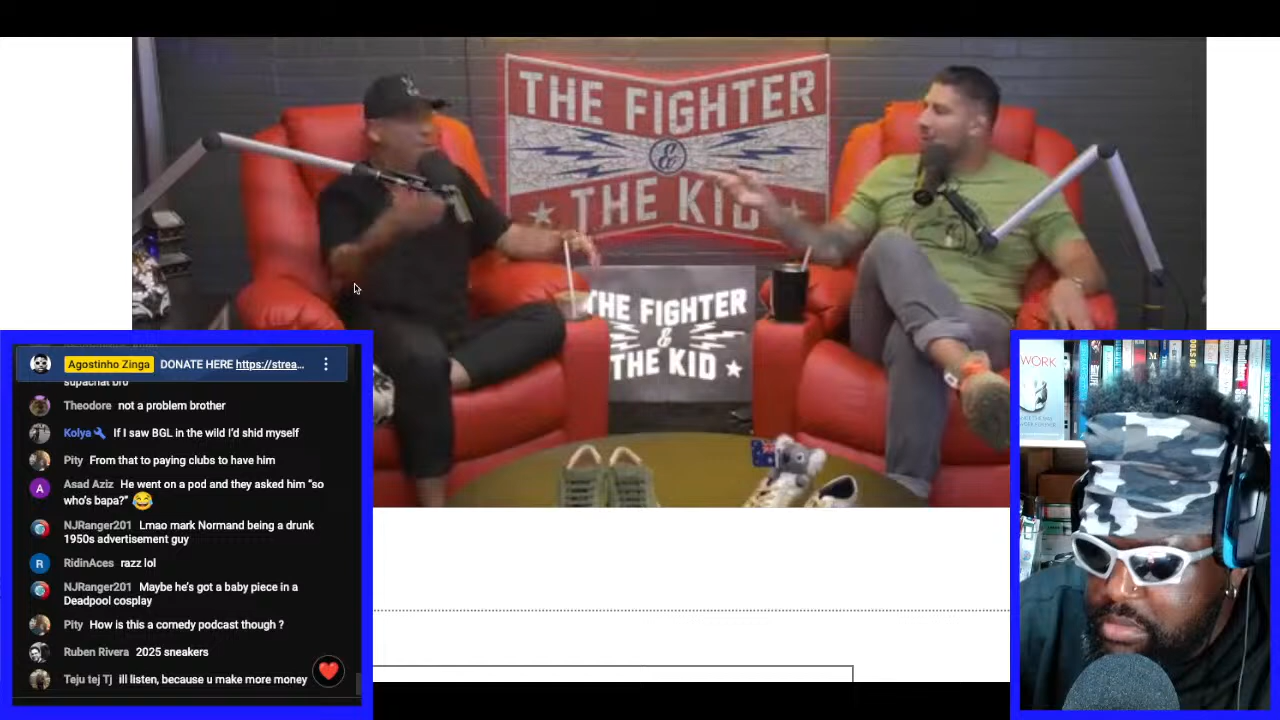 THE FIGHTER
&
THE KID
THE FIGHTER
&
THE KID
Agostinho Zinga DONATE HERE https://strea...
supachat bro
Theodore not a problem brother
Kolya If I saw BGL in the wild I'd shid myself
Pity From that to paying clubs to have him
A Asad Aziz He went on a pod and they asked him "so
who's bapa?" 😂
NJRanger201 Lmao mark Normand being a drunk
1950s advertisement guy
R RidinAces razz lol
NJRanger201 Maybe he's got a baby piece in a
Deadpool cosplay
Pity How is this a comedy podcast though ?
Ruben Rivera 2025 sneakers
Teju tej Tj ill listen, because u make more money
WORK